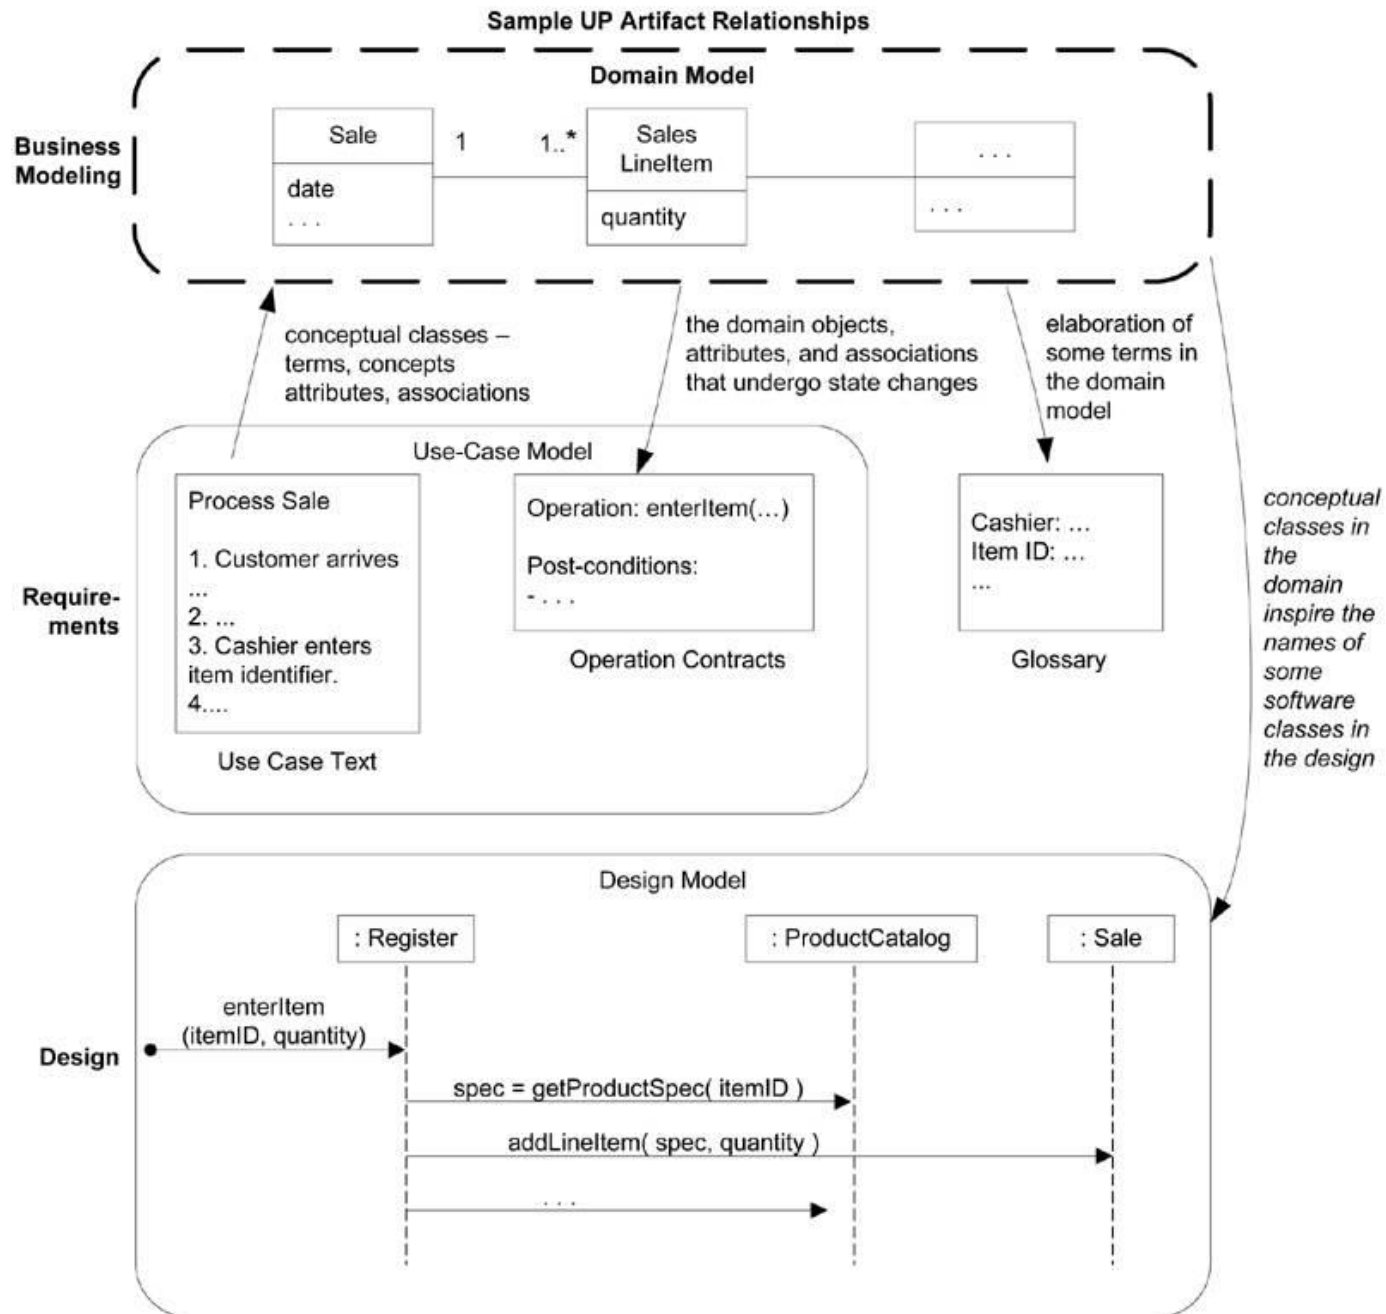 Sample UP Artifact Relationships
Domain Model
Business
Modeling
Sale
1
1..*
Sales
LineItem
. . .
date
. . .
quantity
. . .
conceptual classes –
terms, concepts
attributes, associations
the domain objects,
attributes, and associations
that undergo state changes
elaboration of
some terms in
the domain
model
conceptual
classes in
the
domain
inspire the
names of
some
software
classes in
the design
Require-
ments
Use-Case Model
Process Sale
1. Customer arrives
...
2. ...
3. Cashier enters
item identifier.
4....
Use Case Text
Operation: enterItem(…)
Post-conditions:
- . . .
Operation Contracts
Cashier: …
Item ID: …
...
Glossary
Design
Design Model
: Register
: ProductCatalog
: Sale
enterItem
(itemID, quantity)
spec = getProductSpec( itemID )
addLineItem( spec, quantity )
. . .